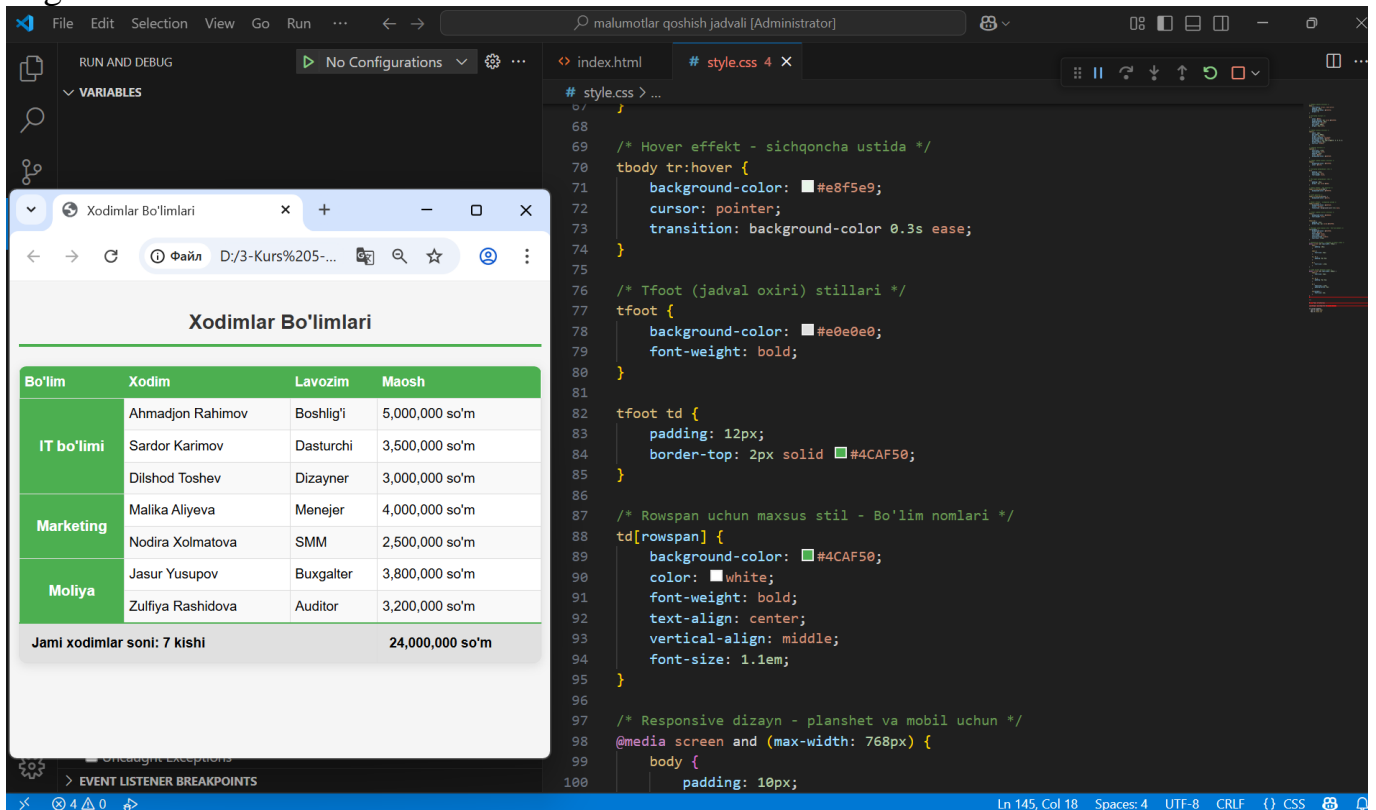 File Edit Selection View Go Run ··· malumotlar qoshish jadvali [Administrator]
RUN AND DEBUG No Configurations ···
VARIABLES
Xodimlar Bo'limlari
Файл D:/3-Kurs%205-...
Xodimlar Bo'limlari
Bo'lim Xodim Lavozim Maosh
IT bo'limi
Ahmadjon Rahimov Boshlig'i 5,000,000 so'm
Sardor Karimov Dasturchi 3,500,000 so'm
Dilshod Toshev Dizayner 3,000,000 so'm
Marketing
Malika Aliyeva Menejer 4,000,000 so'm
Nodira Xolmatova SMM 2,500,000 so'm
Moliya
Jasur Yusupov Buxgalter 3,800,000 so'm
Zulfiya Rashidova Auditor 3,200,000 so'm
Jami xodimlar soni: 7 kishi 24,000,000 so'm
Uncaught Exceptions
EVENT LISTENER BREAKPOINTS
index.html # style.css 4
# style.css > ...
67 }
68
69 /* Hover effekt - sichqoncha ustida */
70 tbody tr:hover {
71 background-color: #e8f5e9;
72 cursor: pointer;
73 transition: background-color 0.3s ease;
74 }
75
76 /* Tfoot (jadval oxiri) stillari */
77 tfoot {
78 background-color: #e0e0e0;
79 font-weight: bold;
80 }
81
82 tfoot td {
83 padding: 12px;
84 border-top: 2px solid #4CAF50;
85 }
86
87 /* Rowspan uchun maxsus stil - Bo'lim nomlari */
88 td[rowspan] {
89 background-color: #4CAF50;
90 color: white;
91 font-weight: bold;
92 text-align: center;
93 vertical-align: middle;
94 font-size: 1.1em;
95 }
96
97 /* Responsive dizayn - planshet va mobil uchun */
98 @media screen and (max-width: 768px) {
99 body {
100 padding: 10px;
4 0 Ln 145, Col 18 Spaces: 4 UTF-8 CRLF {} CSS